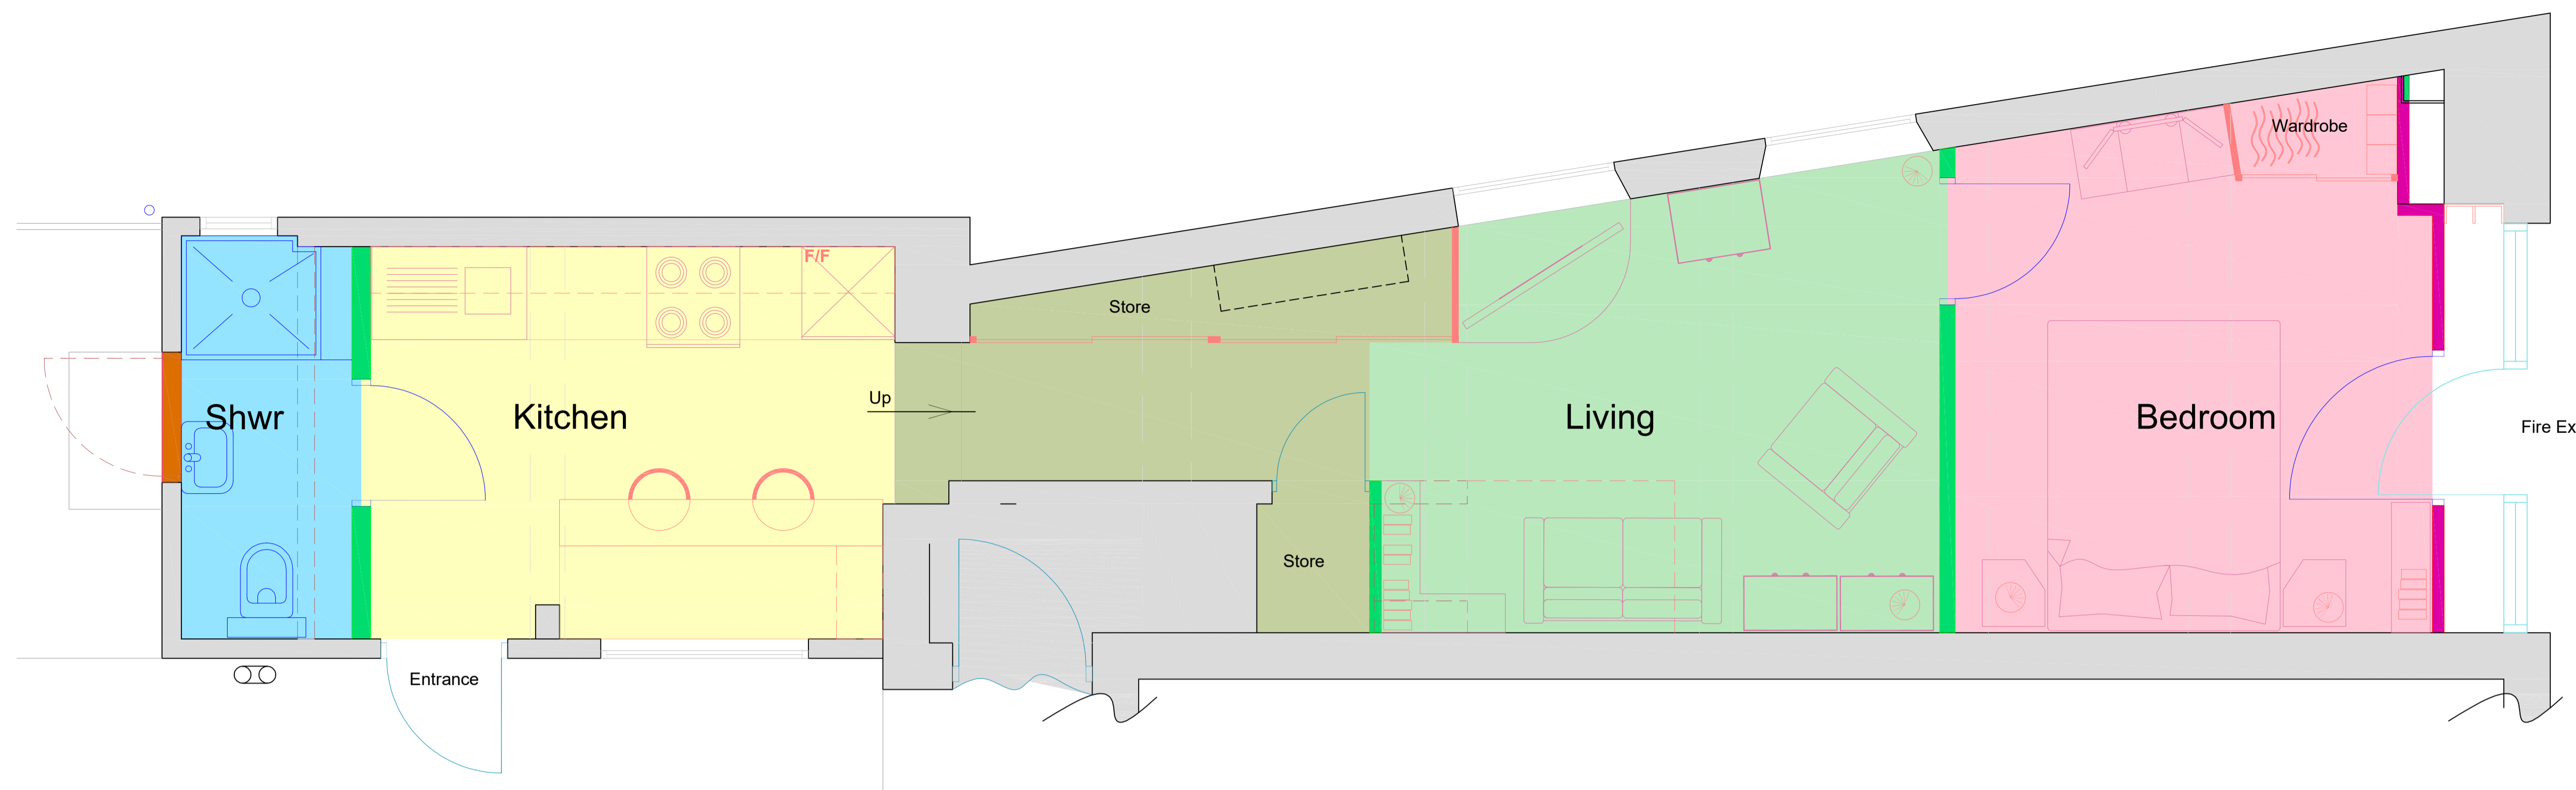 Wardrobe
F/F
Store
Up
Shwr
Kitchen
Living
Bedroom
Fire Ex
Store
Entrance